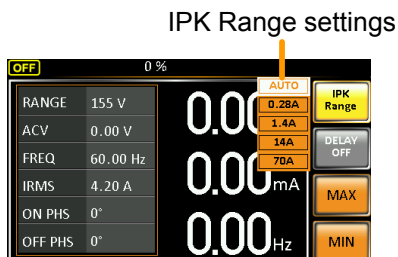 IPK Range settings
OFF 0 %
AUTO
0.28A
1.4A
14A
70A
IPK
Range
DELAY
OFF
MAX
MIN
RANGE 155 V
ACV 0.00 V
FREQ 60.00 Hz
IRMS 4.20 A
ON PHS 0°
OFF PHS 0°
0.00
0.00 mA
0.00 Hz